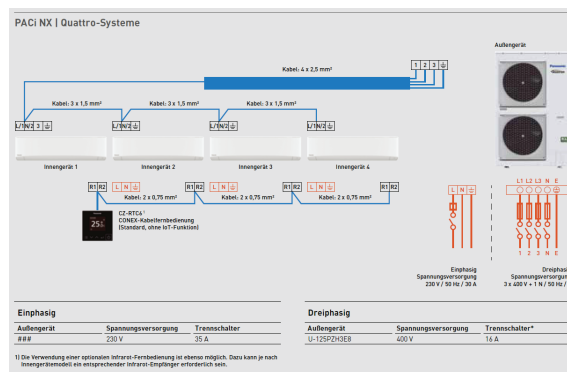 PACi NX | Quattro-Systeme
Außengerät
Kabel: 4 x 2,5 mm²
1 2 3
Panasonic
Kabel: 3 x 1,5 mm²
Kabel: 3 x 1,5 mm²
Kabel: 3 x 1,5 mm²
L/1 N/2 3
L/1 N/2
L/1 N/2
L/1 N/2
Innengerät 1
Innengerät 2
Innengerät 3
Innengerät 4
R1 R2 L N
R1 R2 L N
R1 R2 L N
R1 R2
Kabel: 2 x 0,75 mm²
Kabel: 2 x 0,75 mm²
Kabel: 2 x 0,75 mm²
L N
L1 L2 L3 N E
1 2 3 N E
CZ-RTC6¹
CONEX-Kabelfernbedienung
(Standard, ohne IoT-Funktion)
Einphasig
Spannungsversorgung
230 V / 50 Hz / 30 A
Dreipha
Spannungsversorgun
3 x 400 V + 1 N / 50 Hz /
Einphasig
Außengerät Spannungsversorgung Trennschalter
### 230 V 35 A
Dreiphasig
Außengerät Spannungsversorgung Trennschalter*
U-125PZH3E8 400 V 16 A
1) Die Verwendung einer optionalen Infrarot-Fernbedienung ist ebenso möglich. Dazu kann je nach
Innengerätemodell ein entsprechender Infrarot-Empfänger erforderlich sein.